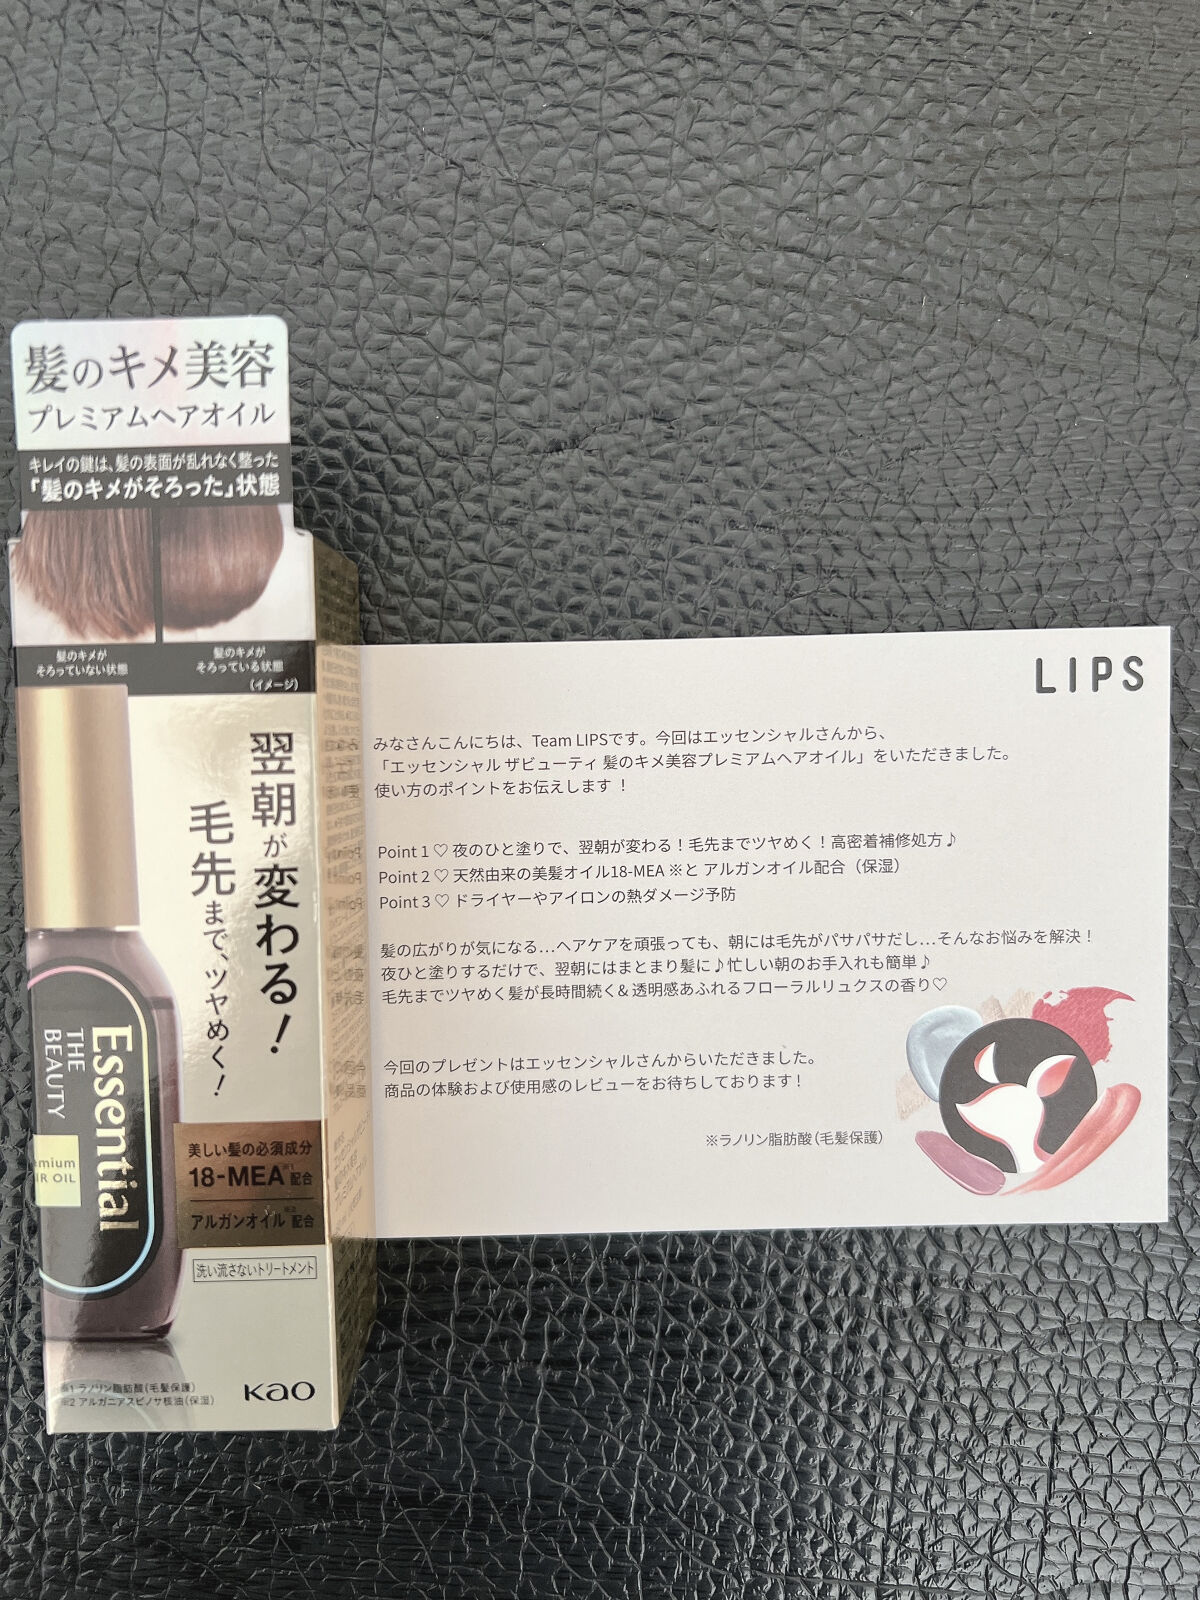 髪のキメ美容
プレミアムヘアオイル
キレイの鍵は、髪の表面が乱れなく整った
「髪のキメがそろった」状態
髪のキメが
そろっていない状態
髪のキメが
そろっている状態
(イメージ)
翌朝が変わる!
毛先まで、ツヤめく!
Essential
THE
BEAUTY
mium
IR OIL
美しい髪の必須成分
18-MEA※1配合
アルガンオイル※2配合
洗い流さないトリートメント
※1 ラノリン脂肪酸(毛髪保護)
※2 アルガニアスピノサ核油(保湿)
Kao
LIPS
みなさんこんにちは、Team LIPSです。今回はエッセンシャルさんから、
「エッセンシャル ザビューティ 髪のキメ美容プレミアムヘアオイル」をいただきました。
使い方のポイントをお伝えします！
Point 1 ♡ 夜のひと塗りで、翌朝が変わる！毛先までツヤめく！高密着補修処方♪
Point 2 ♡ 天然由来の美髪オイル18-MEA ※と アルガンオイル配合（保湿）
Point 3 ♡ ドライヤーやアイロンの熱ダメージ予防
髪の広がりが気になる…ヘアケアを頑張っても、朝には毛先がパサパサだし…そんなお悩みを解決！
夜ひと塗りするだけで、翌朝にはまとまり髪に♪忙しい朝のお手入れも簡単♪
毛先までツヤめく髪が長時間続く& 透明感あふれるフローラルリュクスの香り♡
今回のプレゼントはエッセンシャルさんからいただきました。
商品の体験および使用感のレビューをお待ちしております！
※ラノリン脂肪酸（毛髪保護）